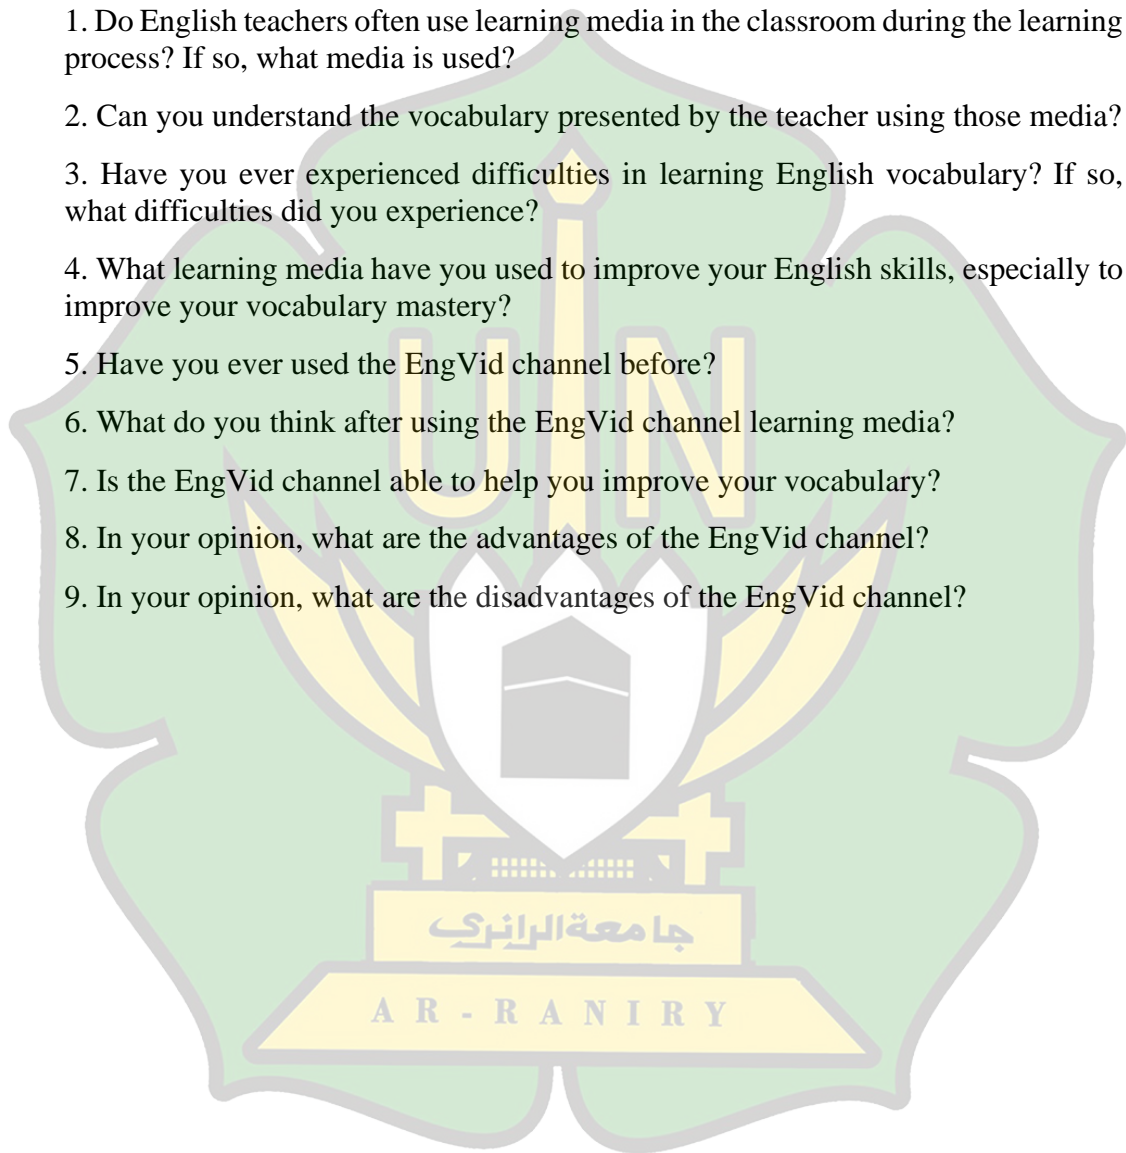 1. Do English teachers often use learning media in the classroom during the learning
process? If so, what media is used?
2. Can you understand the vocabulary presented by the teacher using those media?
3. Have you ever experienced difficulties in learning English vocabulary? If so,
what difficulties did you experience?
4. What learning media have you used to improve your English skills, especially to
improve your vocabulary mastery?
5. Have you ever used the EngVid channel before?
6. What do you think after using the EngVid channel learning media?
7. Is the EngVid channel able to help you improve your vocabulary?
8. In your opinion, what are the advantages of the EngVid channel?
9. In your opinion, what are the disadvantages of the EngVid channel?
UIN
جامعة الرانري
AR-RANIRY